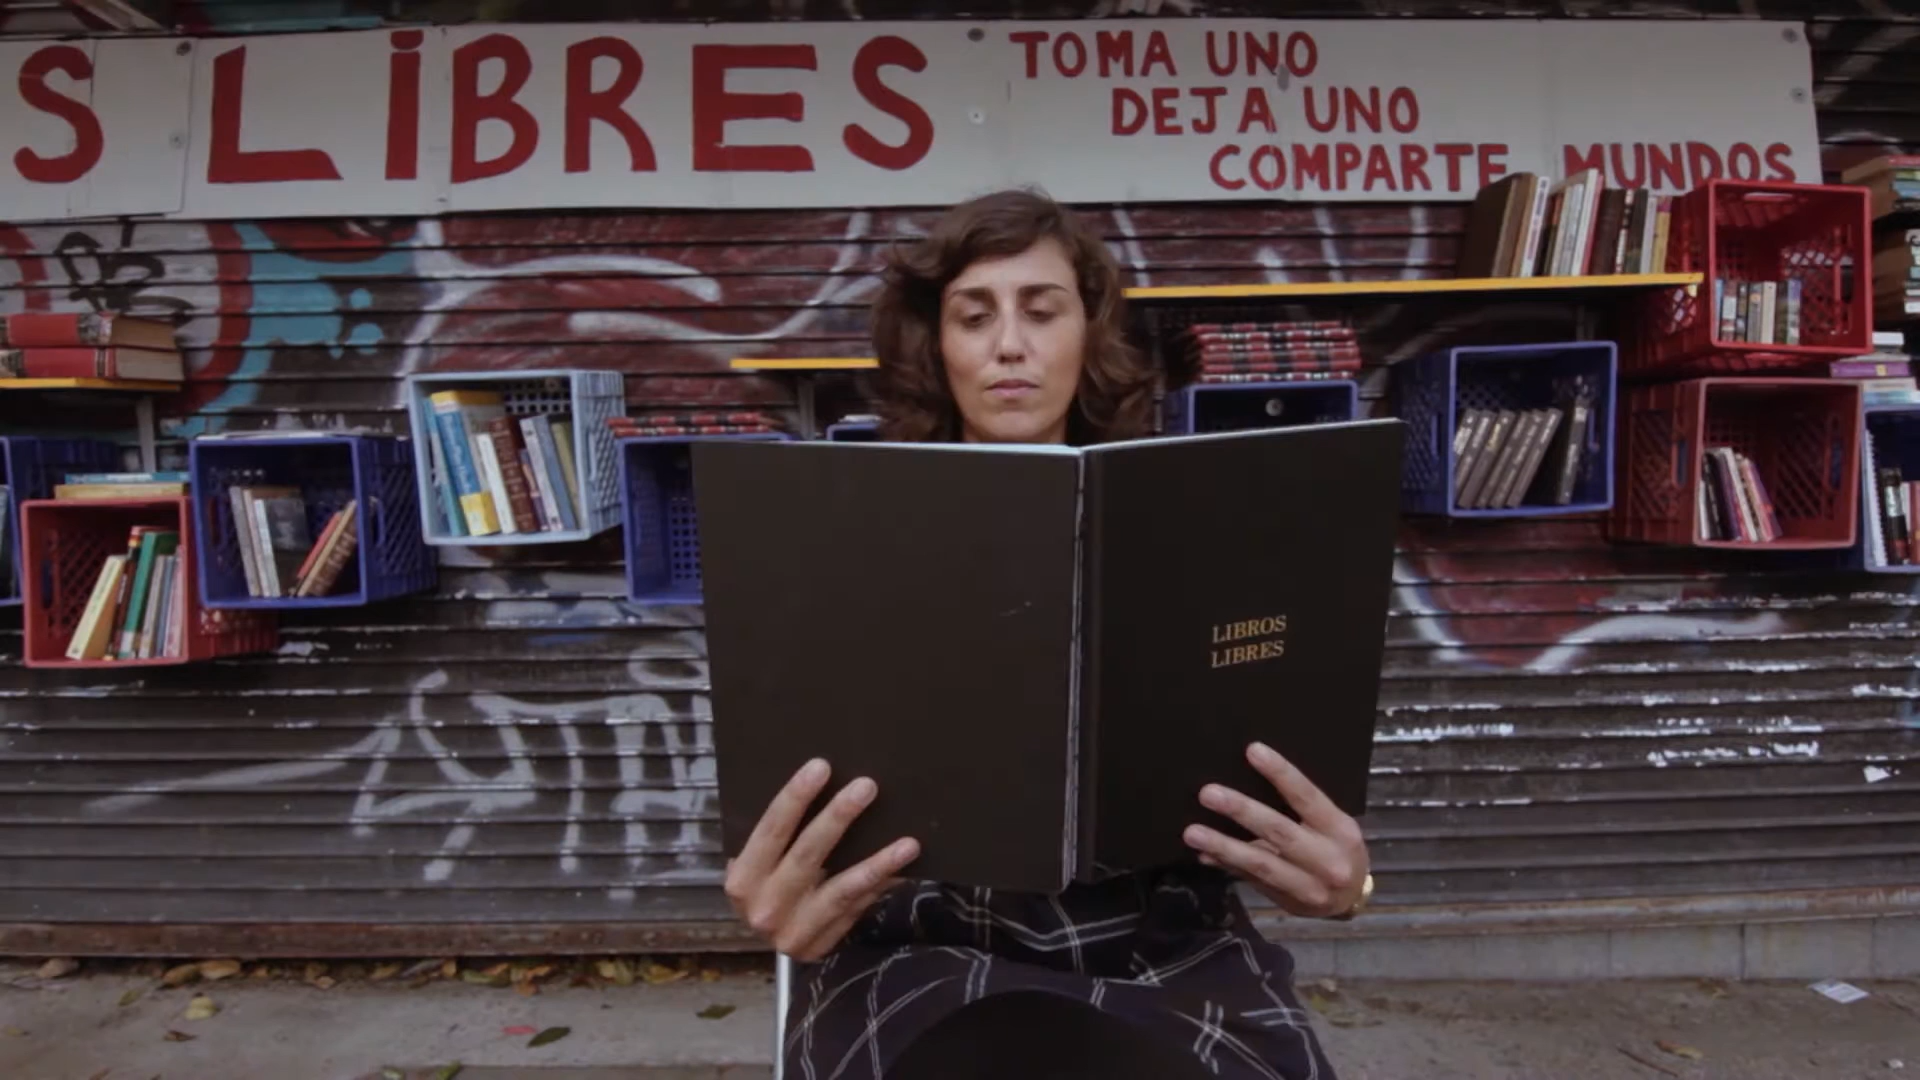 S LIBRES
TOMA UNO
DEJA UNO
COMPARTE MUNDOS
LIBROS
LIBRES